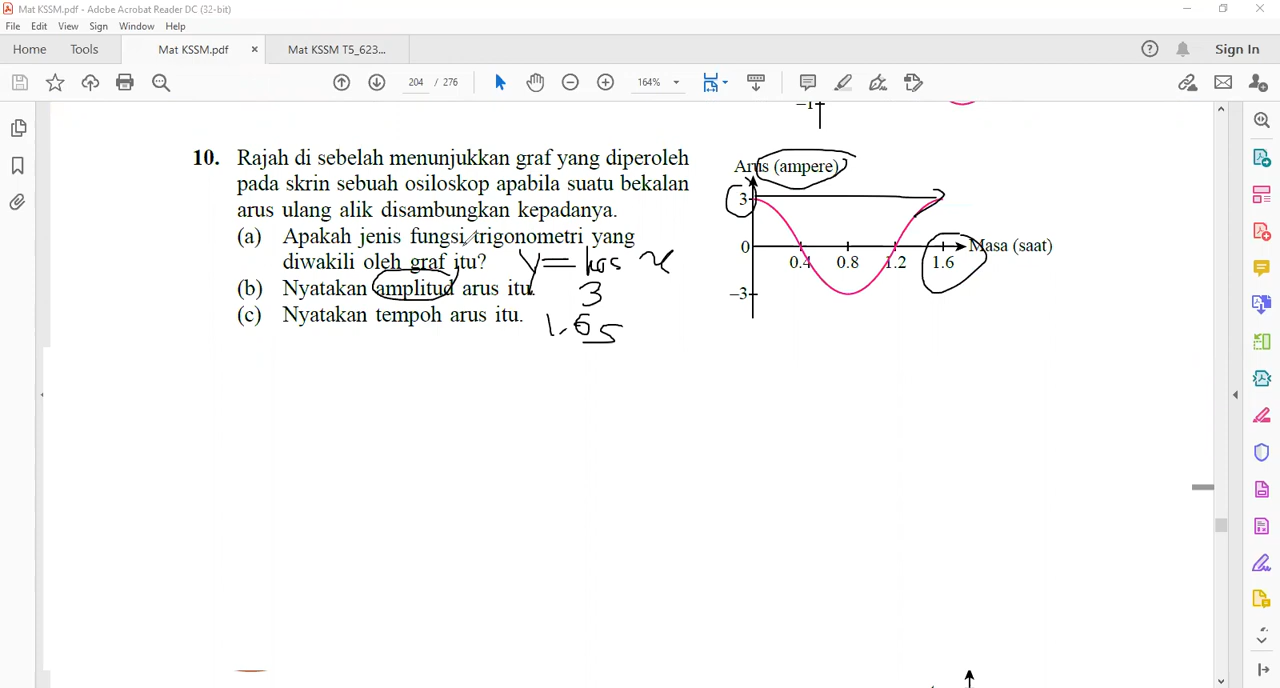 Mat KSSM.pdf - Adobe Acrobat Reader DC (32-bit)
File Edit View Sign Window Help
Home Tools Mat KSSM.pdf × Mat KSSM T5_623... Sign In
204 / 276 164%
−1
10. Rajah di sebelah menunjukkan graf yang diperoleh
pada skrin sebuah osiloskop apabila suatu bekalan
arus ulang alik disambungkan kepadanya.
(a) Apakah jenis fungsi trigonometri yang
diwakili oleh graf itu? y = kos x
(b) Nyatakan amplitud arus itu. 3
(c) Nyatakan tempoh arus itu. 1.6s
Arus (ampere)
3
0 Masa (saat)
0.4 0.8 1.2 1.6
−3